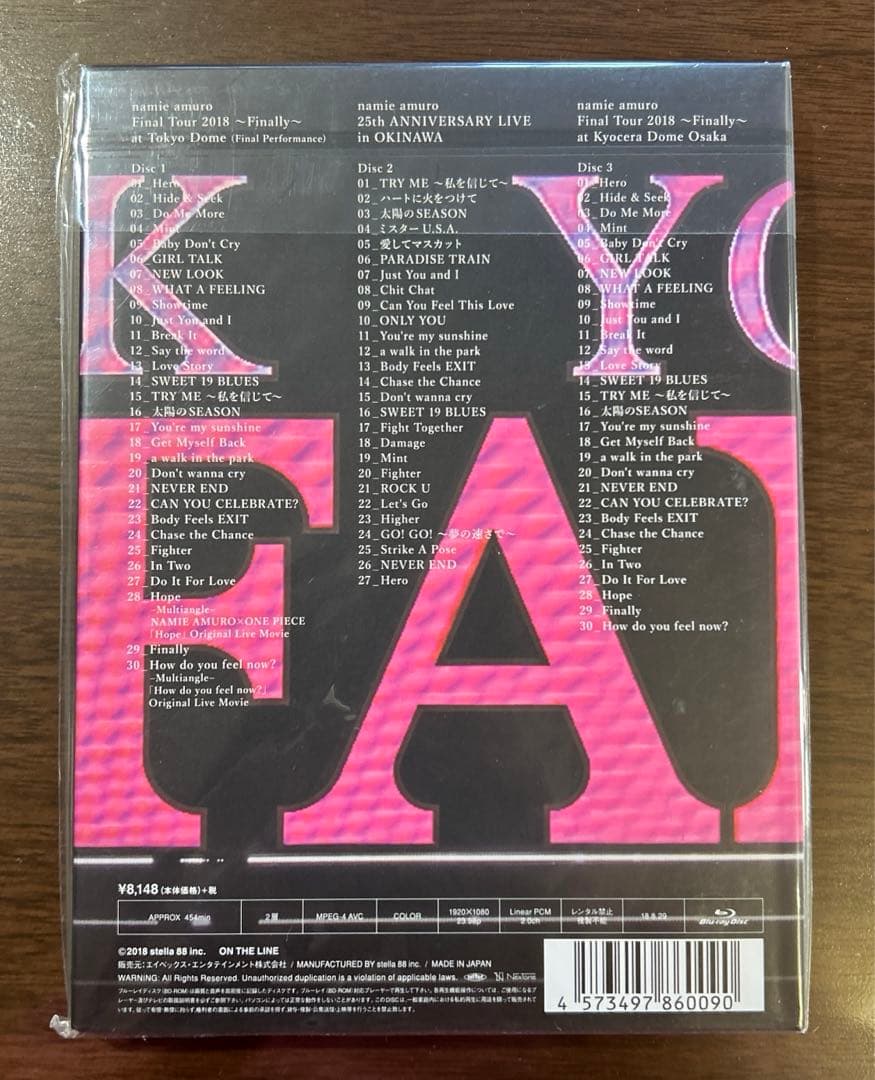 namie amuro
Final Tour 2018 ～Finally～
at Tokyo Dome (Final Performance)
Disc 1
01_Hero
02_Hide & Seek
03_Do Me More
04_Mint
05_Baby Don't Cry
06_GIRL TALK
07_NEW LOOK
08_WHAT A FEELING
09_Showtime
10_Just You and I
11_Break It
12_Say the word
13_Love Story
14_SWEET 19 BLUES
15_TRY ME ～私を信じて～
16_太陽のSEASON
17_You're my sunshine
18_Get Myself Back
19_a walk in the park
20_Don't wanna cry
21_NEVER END
22_CAN YOU CELEBRATE?
23_Body Feels EXIT
24_Chase the Chance
25_Fighter
26_In Two
27_Do It For Love
28_Hope
–Multiangle–
NAMIE AMURO×ONE PIECE
「Hope」Original Live Movie
29_Finally
30_How do you feel now?
–Multiangle–
「How do you feel now?」
Original Live Movie
namie amuro
25th ANNIVERSARY LIVE
in OKINAWA
Disc 2
01_TRY ME ～私を信じて～
02_ハートに火をつけて
03_太陽のSEASON
04_ミスターU.S.A.
05_愛してマスカット
06_PARADISE TRAIN
07_Just You and I
08_Chit Chat
09_Can You Feel This Love
10_ONLY YOU
11_You're my sunshine
12_a walk in the park
13_Body Feels EXIT
14_Chase the Chance
15_Don't wanna cry
16_SWEET 19 BLUES
17_Fight Together
18_Damage
19_Mint
20_Fighter
21_ROCK U
22_Let's Go
23_Higher
24_GO! GO! ～夢の速さで～
25_Strike A Pose
26_NEVER END
27_Hero
namie amuro
Final Tour 2018 ～Finally～
at Kyocera Dome Osaka
Disc 3
01_Hero
02_Hide & Seek
03_Do Me More
04_Mint
05_Baby Don't Cry
06_GIRL TALK
07_NEW LOOK
08_WHAT A FEELING
09_Showtime
10_Just You and I
11_Break It
12_Say the word
13_Love Story
14_SWEET 19 BLUES
15_TRY ME ～私を信じて～
16_太陽のSEASON
17_You're my sunshine
18_Get Myself Back
19_a walk in the park
20_Don't wanna cry
21_NEVER END
22_CAN YOU CELEBRATE?
23_Body Feels EXIT
24_Chase the Chance
25_Fighter
26_In Two
27_Do It For Love
28_Hope
29_Finally
30_How do you feel now?
K YO
FAI
¥8,148(本体価格)+税
APPROX 454min
2層
MPEG-4 AVC
COLOR
1920X1080
23.98p
Linear PCM
2.0ch
レンタル禁止
複製不能
18.8.29
Blu-ray Disc
©2018 stella 88 inc. ON THE LINE
販売元:エイベックス・エンタテインメント株式会社 / MANUFACTURED BY stella 88 inc. / MADE IN JAPAN
WARNING: All Rights Reserved. Unauthorized duplication is a violation of applicable laws.
4 573497 860090